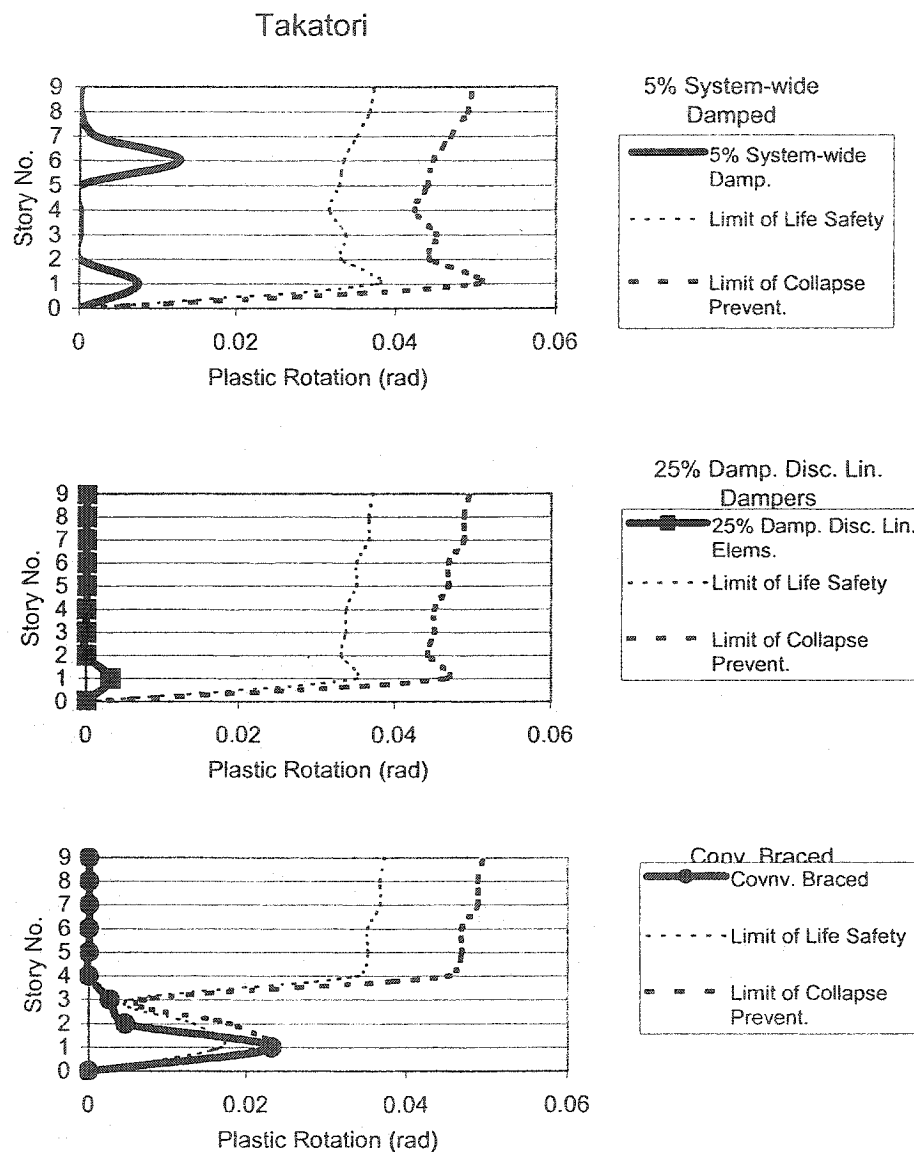 Takatori
5% System-wide
Damped
9
8
7
6
5
4
3
2
1
0
Story No.
0
0.02
0.04
0.06
Plastic Rotation (rad)
5% System-wide
Damp.
Limit of Life Safety
Limit of Collapse
Prevent.
25% Damp. Disc. Lin.
Dampers
9
8
7
6
5
4
3
2
1
0
Story No.
0
0.02
0.04
0.06
Plastic Rotation (rad)
25% Damp. Disc. Lin.
Elems.
Limit of Life Safety
Limit of Collapse
Prevent.
Conv. Braced
9
8
7
6
5
4
3
2
1
0
Story No.
0
0.02
0.04
0.06
Plastic Rotation (rad)
Covnv. Braced
Limit of Life Safety
Limit of Collapse
Prevent.